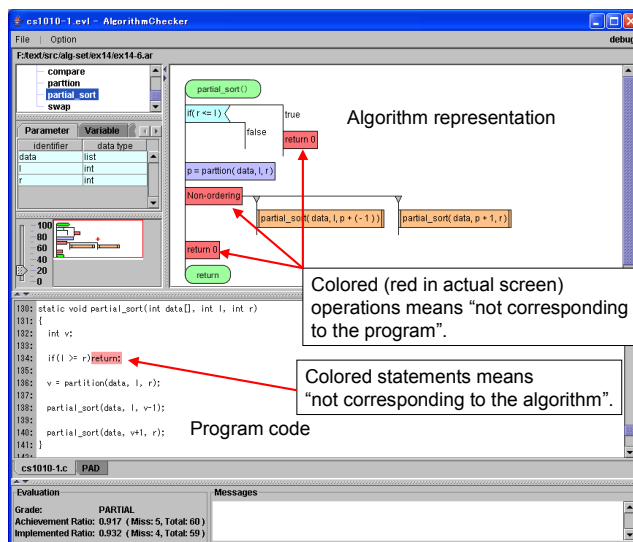 cs1010-1.evl - AlgorithmChecker
File | Option
debug
F:/text/src/alg-set/ex14/ex14-6.ar
compare
parttion
partial_sort
swap
Parameter Variable
identifier data type
data list
l int
r int
100
80
60
40
20
0
partial_sort()
if( r <= l )
true
false
return 0
Algorithm representation
p = parttion( data, l, r)
Non-ordering
partial_sort( data, l, p + ( - 1 ) )
partial_sort( data, p + 1, r)
return 0
return
Colored (red in actual screen)
operations means “not corresponding
to the program”.
130: static void partial_sort(int data[], int l, int r)
131: {
132: int v;
133:
134: if(l >= r)return;
135:
136: v = partition(data, l, r);
137:
138: partial_sort(data, l, v-1);
139:
140: partial_sort(data, v+1, r);
141: }
Colored statements means
“not corresponding to the algorithm”.
Program code
cs1010-1.c PAD
Evaluation
Grade: PARTIAL
Achievement Ratio: 0.917 ( Miss: 5, Total: 60 )
Implemented Ratio: 0.932 ( Miss: 4, Total: 59 )
Messages